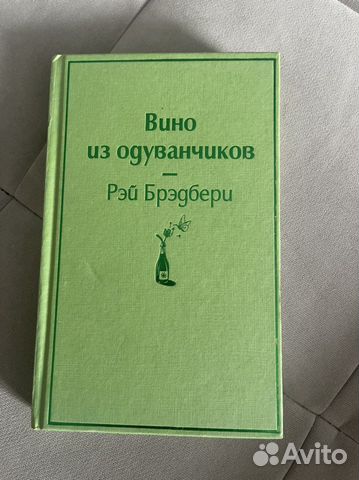 Вино
из одуванчиков
Рэй Брэдбери
Avito